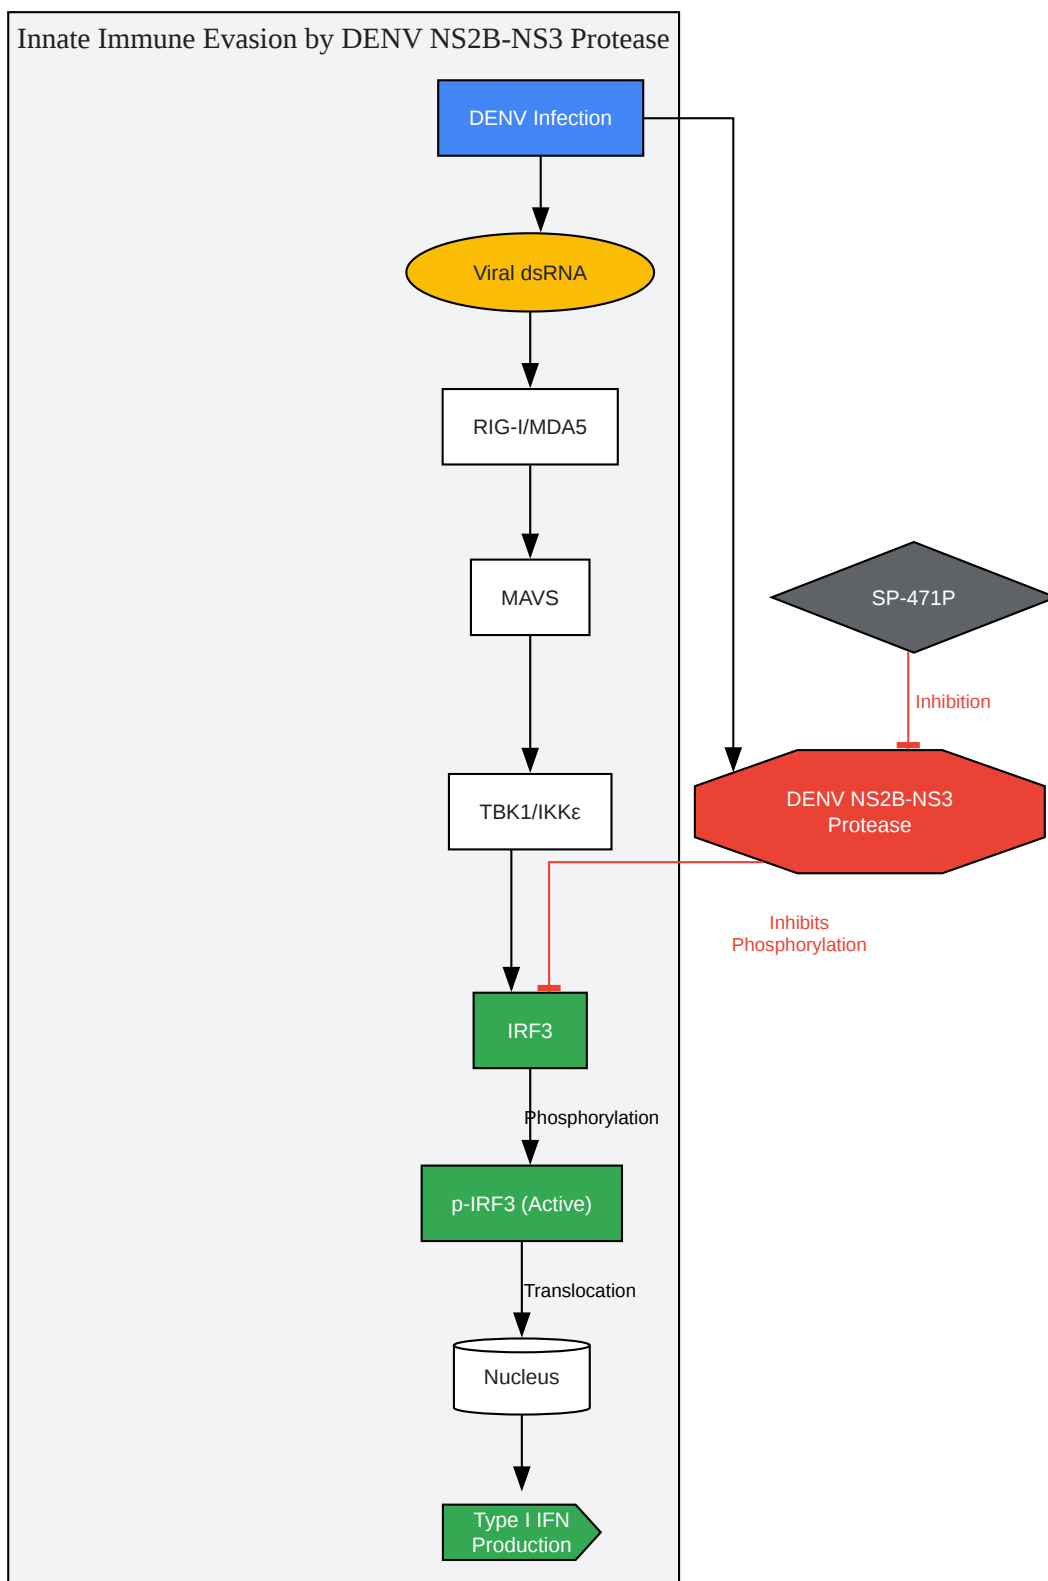 Innate Immune Evasion by DENV NS2B-NS3 Protease
DENV Infection
Viral dsRNA
RIG-I/MDA5
MAVS
SP-471P
Inhibition
TBK1/IKKε
DENV NS2B-NS3
Protease
Inhibits
Phosphorylation
IRF3
Phosphorylation
p-IRF3 (Active)
Translocation
Nucleus
Type I IFN
Production